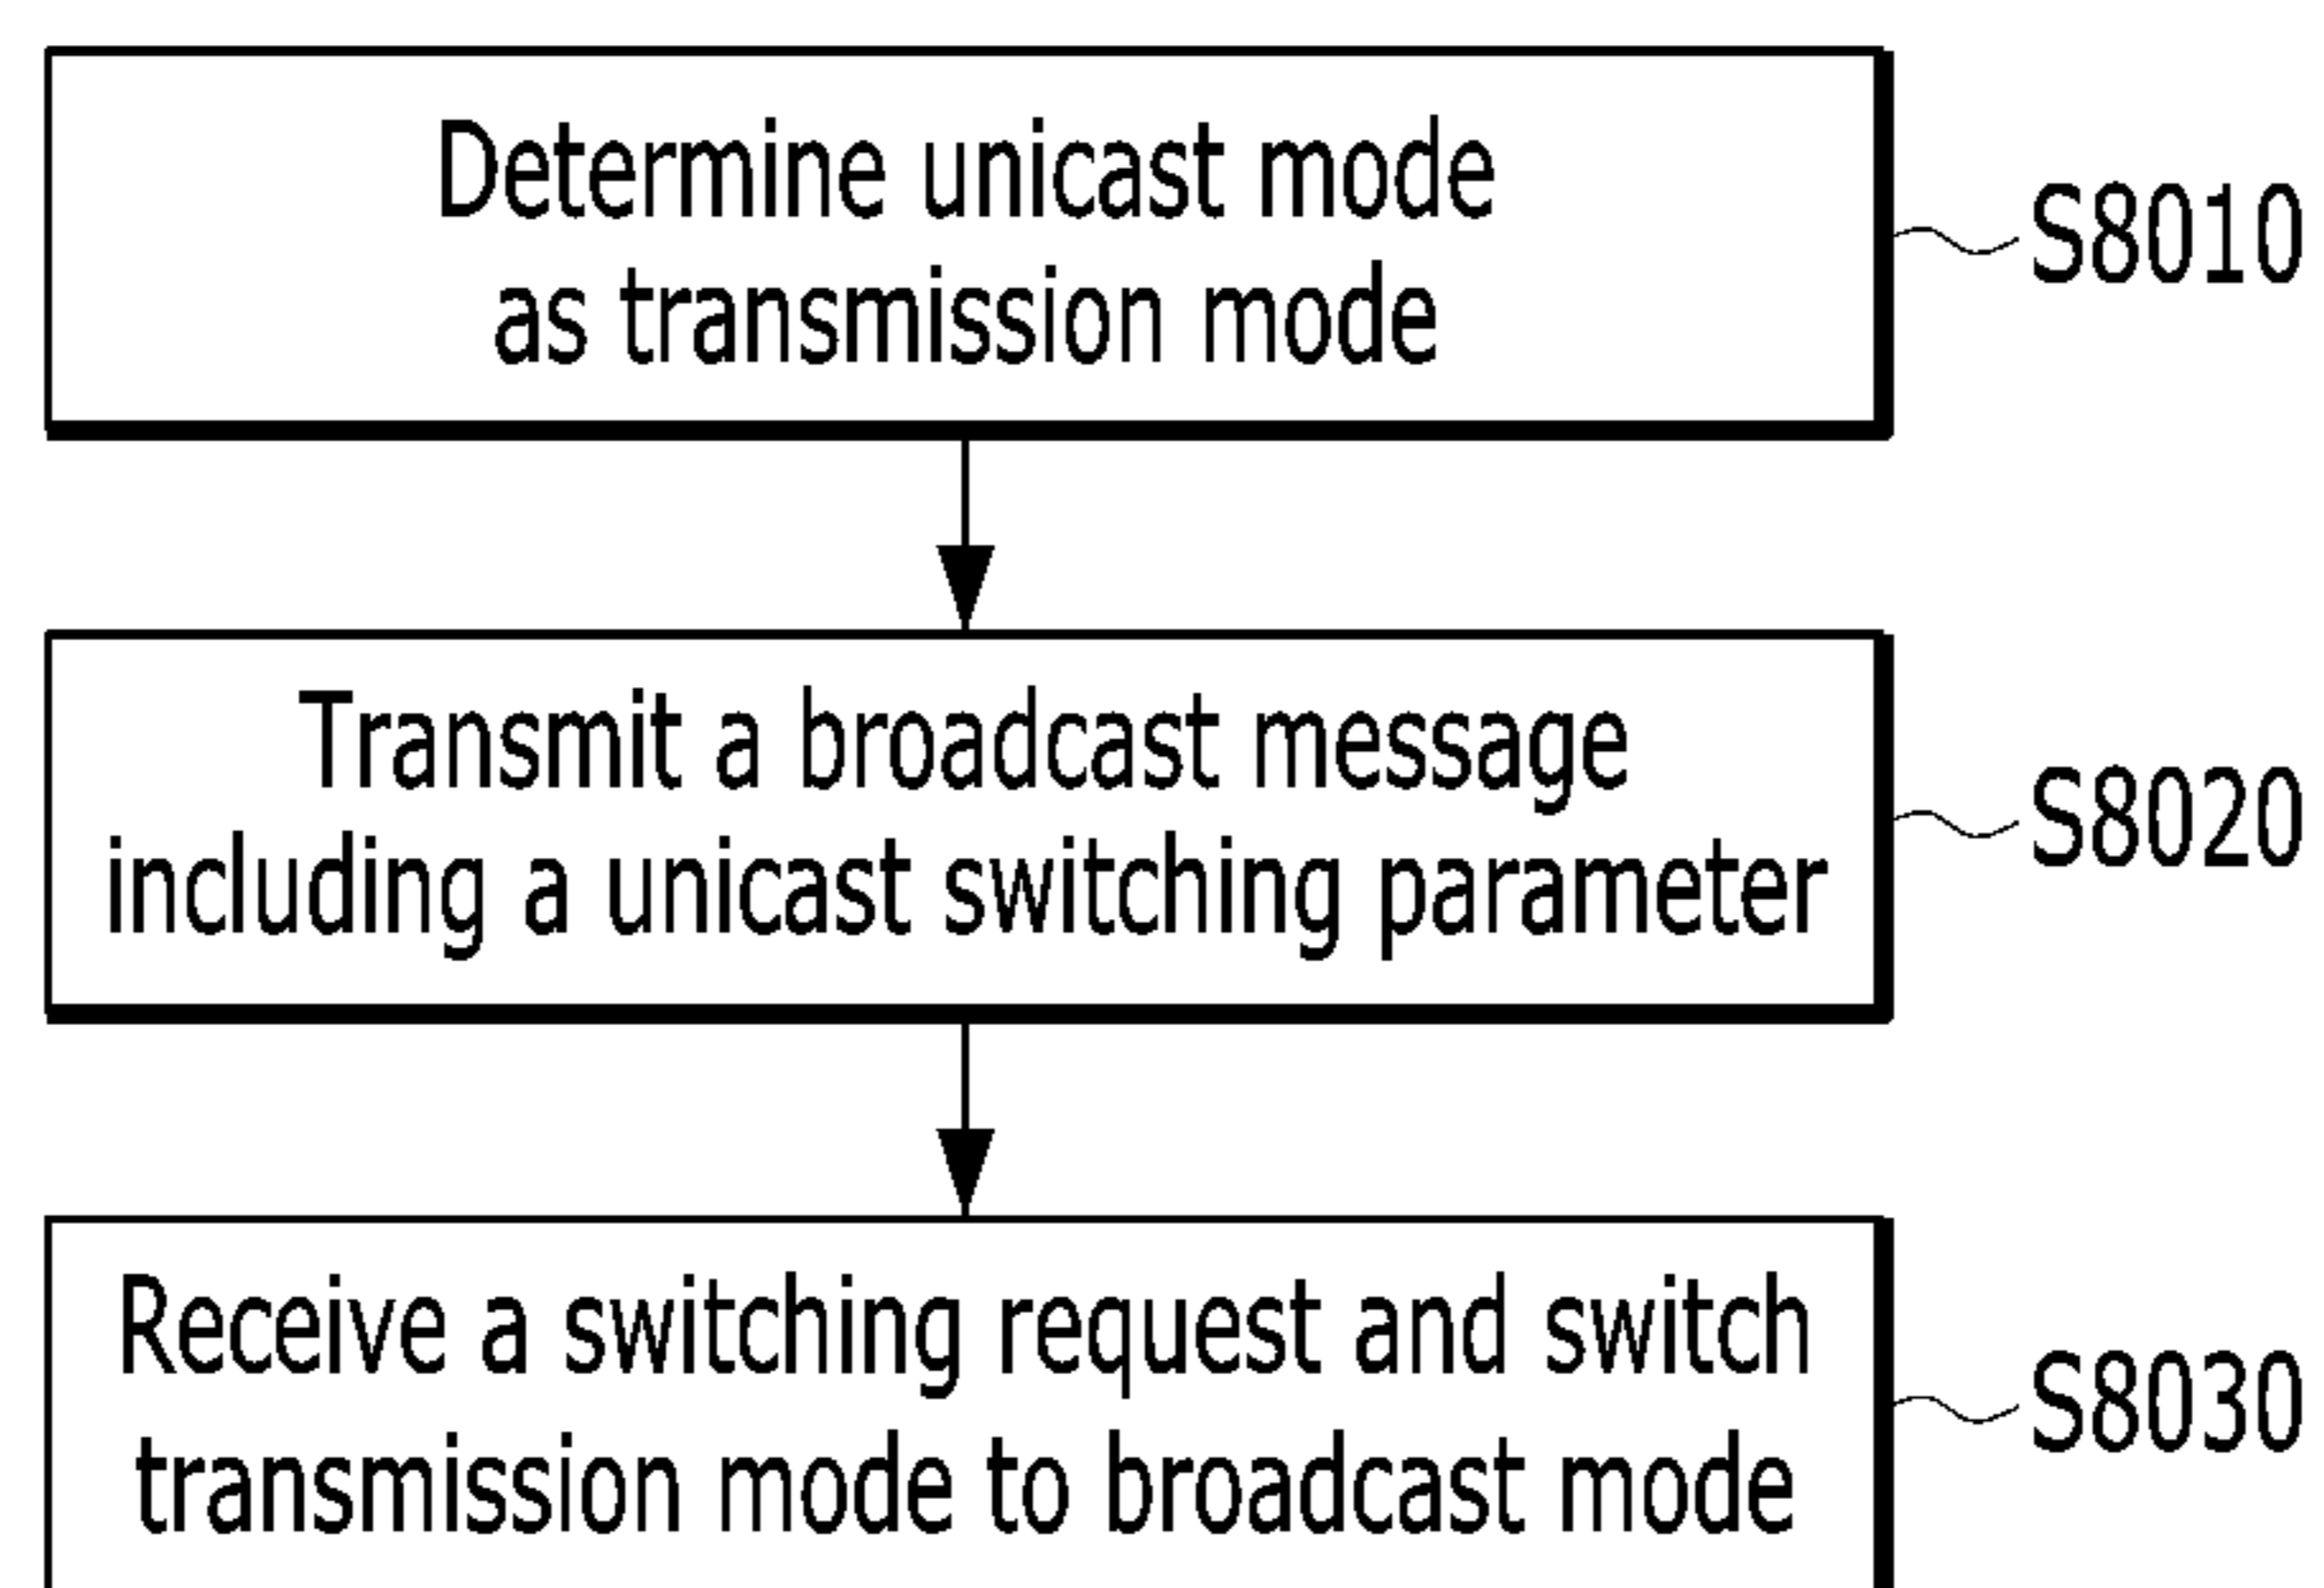 Determine unicast mode
as transmission mode
S8010
Transmit a broadcast message
including a unicast switching parameter
S8020
Receive a switching request and switch
transmission mode to broadcast mode
S8030